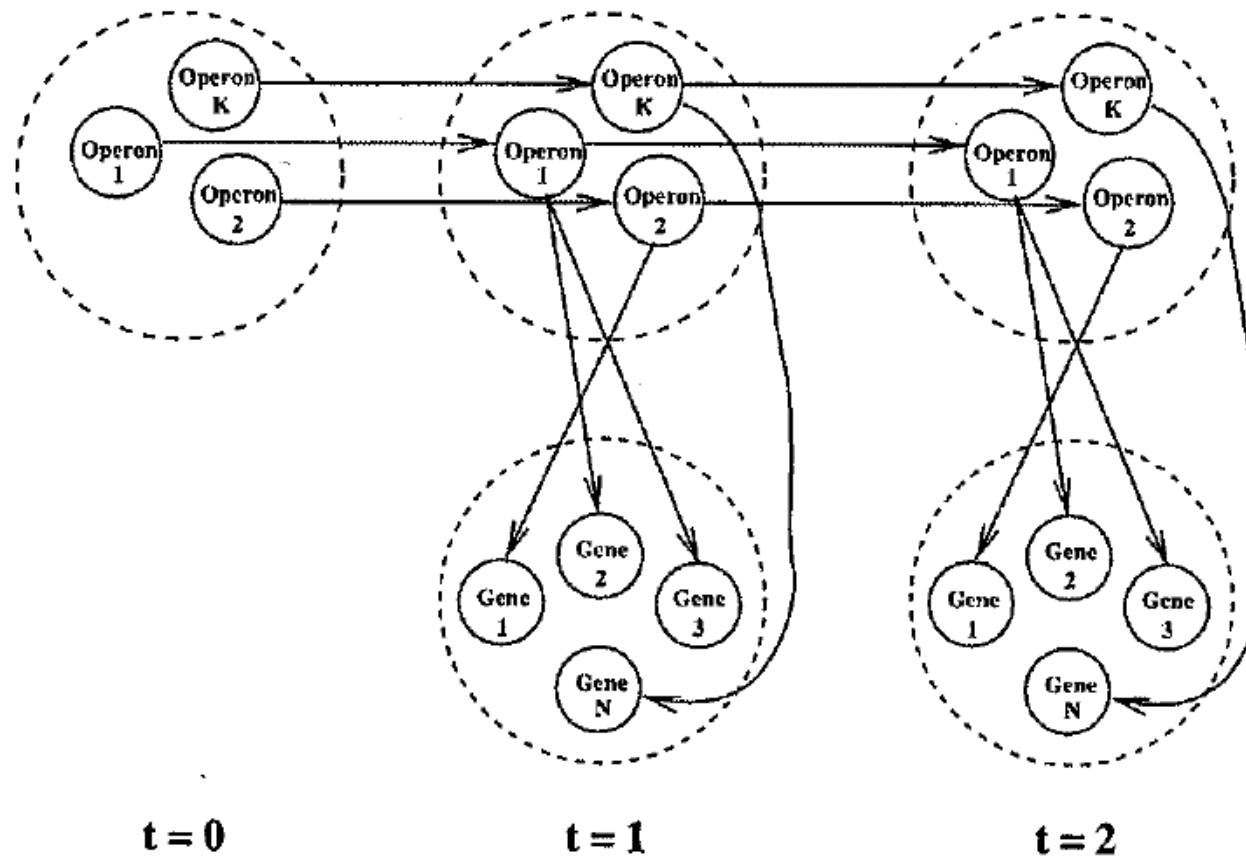 Operon
K
Operon
1
Operon
2
Operon
K
Operon
1
Operon
2
Operon
K
Operon
1
Operon
2
Gene
1
Gene
2
Gene
3
Gene
N
Gene
1
Gene
2
Gene
3
Gene
N
t = 0
t = 1
t = 2